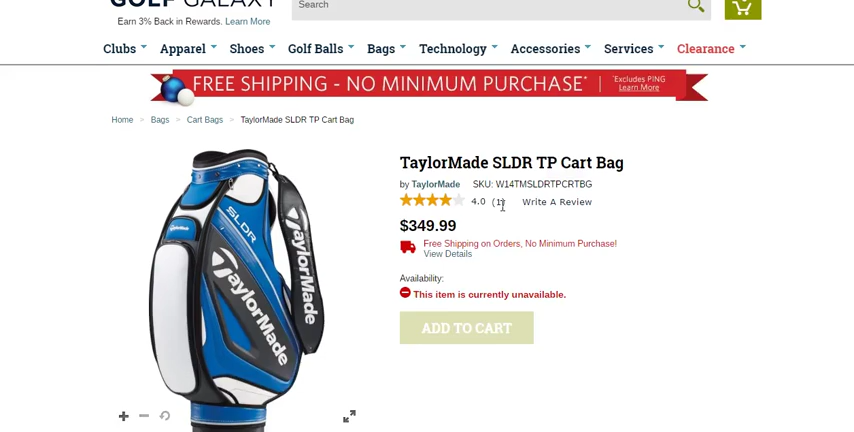 GOLF GALAXY
Search
Earn 3% Back in Rewards. Learn More
Clubs Apparel Shoes Golf Balls Bags Technology Accessories Services Clearance
FREE SHIPPING - NO MINIMUM PURCHASE* | *Excludes PING
Learn More
Home > Bags > Cart Bags > TaylorMade SLDR TP Cart Bag
TaylorMade SLDR TP Cart Bag
by TaylorMade SKU: W14TMSLDRTPCRTBG
4.0 (1) Write A Review
$349.99
Free Shipping on Orders, No Minimum Purchase!
View Details
Availability:
This item is currently unavailable.
ADD TO CART
TaylorMade
SLDR
TaylorMade
TaylorMade